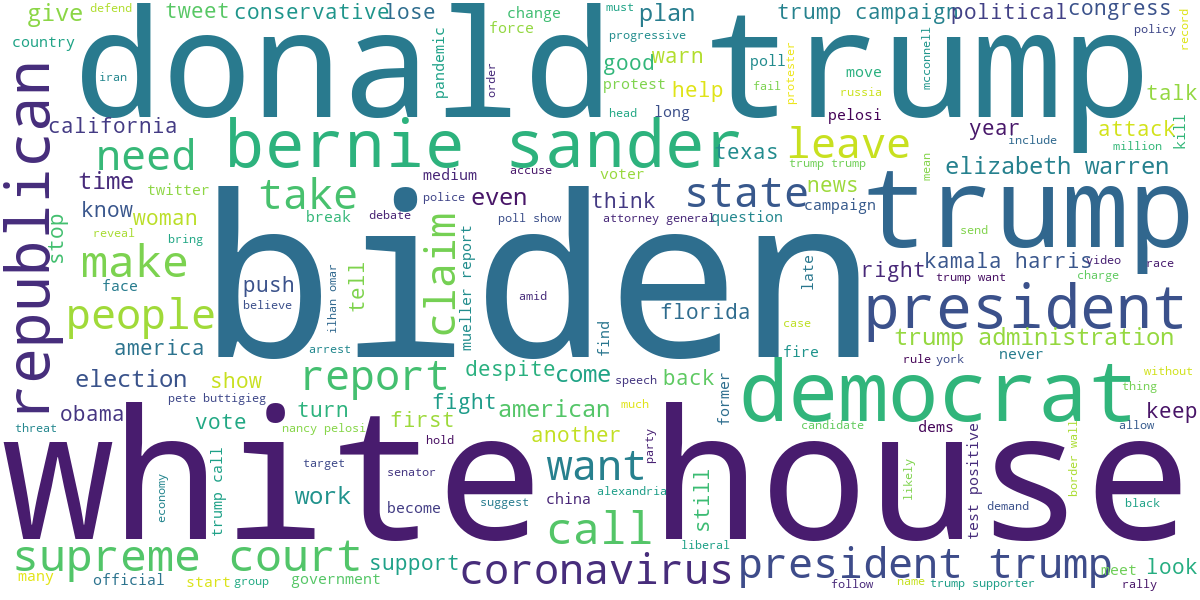 give
defend
tweet
conservative
lose
change
force
must
plan
trump campaign
political
congress
policy
record
country
donald trump
progressive
good
warn
poll
mcconnell
iran
pandemic
order
protest
help
fail
protester
move
russia
talk
head
long
pelosi
year
include
attack
million
kill
republican
california
need
bernie sander
texas
leave
trump trump
mean
elizabeth warren
time
twitter
take
medium
accuse
even
think
voter
state
news
campaign
trump
know
woman
break
debate
police
poll show
attorney general
question
stop
reveal
bring
make
biden
claim
mueller report
send
right
kamala harris
video
race
face
push
believe
ilhan omar
tell
amid
late
trump want
charge
people
find
florida
president
america
arrest
case
fire
trump administration
rule
york
never
without
thing
election
show
report
despite
come
speech
back
former
democrat
pete buttigieg
obama
vote
turn
first
fight
american
much
keep
threat
nancy pelosi
hold
another
party
candidate
dems
border wall
allow
white house
economy
trump call
target
senator
want
work
become
suggest
china
alexandria
still
likely
test positive
demand
black
call
liberal
supreme court
support
coronavirus
president trump
meet
look
many
official
start
group
government
follow
name
trump supporter
rally